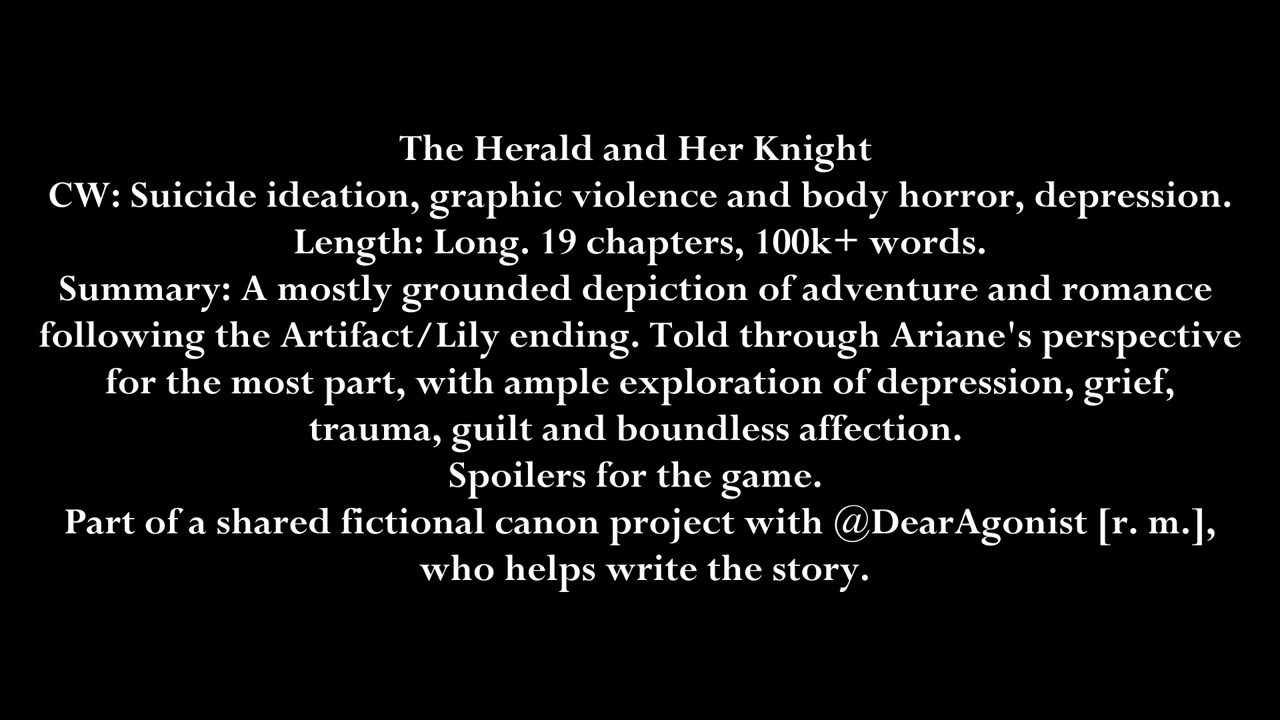 The Herald and Her Knight
CW: Suicide ideation, graphic violence and body horror, depression.
Length: Long. 19 chapters, 100k+ words.
Summary: A mostly grounded depiction of adventure and romance
following the Artifact/Lily ending. Told through Ariane's perspective
for the most part, with ample exploration of depression, grief,
trauma, guilt and boundless affection.
Spoilers for the game.
Part of a shared fictional canon project with @DearAgonist [r. m.],
who helps write the story.